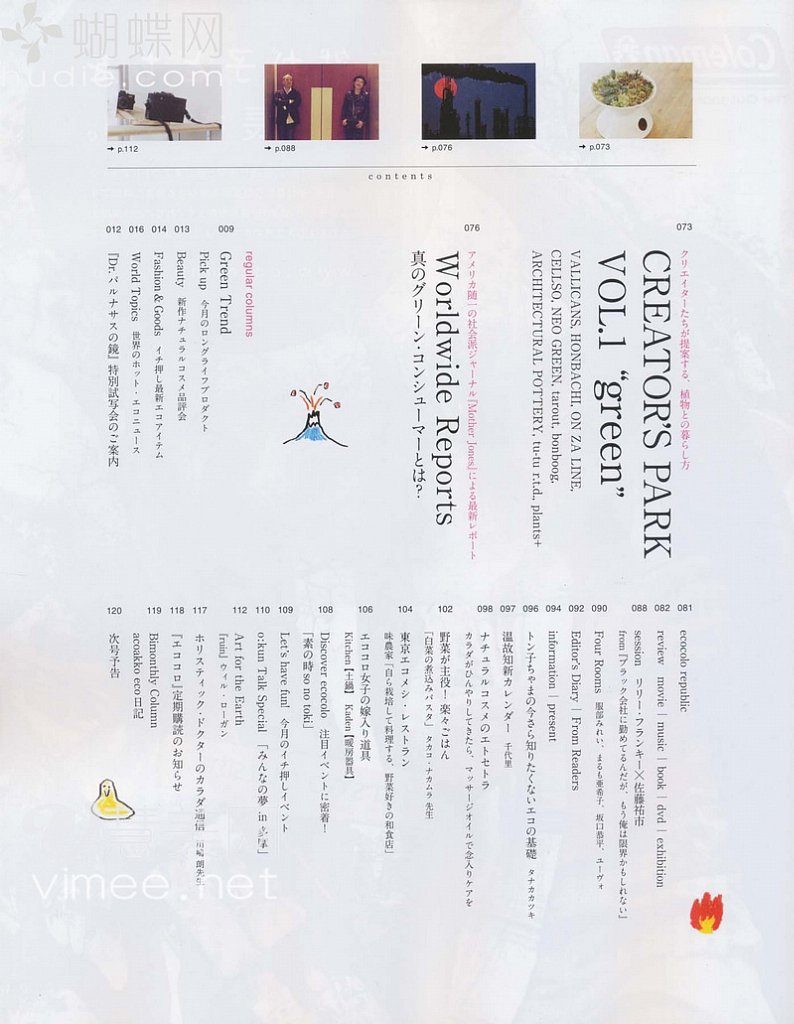 蝴蝶网
hudie.com
Coleman
➔ p.112
➔ p.088
➔ p.076
➔ p.073
contents
073
クリエイターたちが提案する、植物との暮らし方
CREATOR'S PARK
VOL.1 “green”
VALLICANS, HONBACHI, ON ZA LINE,
CELLSO, NEO GREEN, tarout, bonboog,
ARCHITECTURAL POTTERY, tu-tu r.t.d., plants+
076
アメリカ随一の社会派ジャーナル『Mother Jones』による最新レポート
Worldwide Reports
真のグリーン・コンシューマーとは?
regular columns
009
Green Trend
Pick up 今月のロングライフプロダクト
013
Beauty 新作ナチュラルコスメ品評会
014
Fashion & Goods イチ押し最新エコアイテム
016
World Topics 世界のホット・エコニュース
012
『Dr.パルナサスの鏡』特別試写会のご案内
081
ecocolo republic
082
review movie | music | book | dvd | exhibition
088
session リリー・フランキー×佐藤祐市
from『ブラック会社に勤めてるんだが、もう俺は限界かもしれない』
090
Four Rooms 服部みれい、まるも亜希子、坂口恭平、ユーヴォ
092
Editor's Diary | From Readers
094
information | present
096
トン子ちゃまの今さら知りたくないエコの基礎 タナカカツキ
097
温故知新カレンダー 千代里
098
ナチュラルコスメのエトセトラ
カラダがひんやりしてきたら、マッサージオイルで念入りケアを
102
野菜が主役! 楽々ごはん
「白菜の煮込みパスタ」タカコ・ナカムラ先生
104
東京エコメシ・レストラン
味農家「自ら栽培して料理する、野菜好きの和食店」
106
エココロ女子の嫁入り道具
Kitchen【土鍋】 Kaden【暖房器具】
108
Discover ecocolo 注目イベントに密着!
「素の時 so no toki」
109
Let's have fun! 今月のイチ押しイベント
110
o:kun Talk Special 「みんなの夢 in
112
Art for the Earth
「ruin」ウィル・ローガン
117
ホリスティック・ドクターのカラダ通信 川嶋 朗先生
118
『エココロ』定期購読のお知らせ
119
Bimonthly Column
acoakko eco日記
120
次号予告
vimee.net